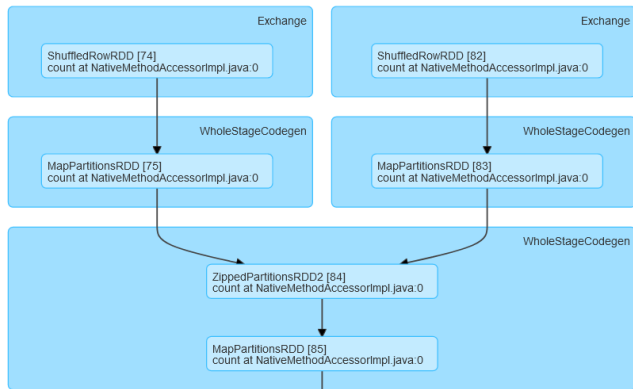 Exchange
ShuffledRowRDD [74]
count at NativeMethodAccessorImpl.java:0
Exchange
ShuffledRowRDD [82]
count at NativeMethodAccessorImpl.java:0
WholeStageCodegen
MapPartitionsRDD [75]
count at NativeMethodAccessorImpl.java:0
WholeStageCodegen
MapPartitionsRDD [83]
count at NativeMethodAccessorImpl.java:0
WholeStageCodegen
ZippedPartitionsRDD2 [84]
count at NativeMethodAccessorImpl.java:0
MapPartitionsRDD [85]
count at NativeMethodAccessorImpl.java:0